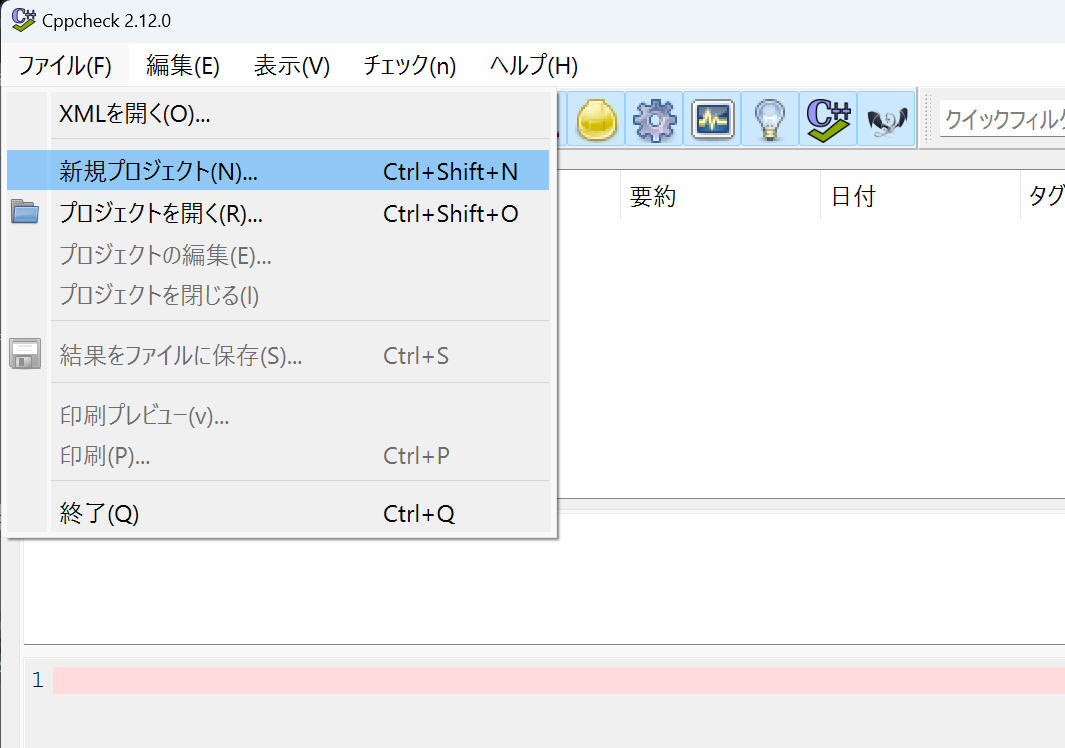 Cppcheck 2.12.0
ファイル(F) 編集(E) 表示(V) チェック(n) ヘルプ(H)
XMLを開く(O)...
新規プロジェクト(N)... Ctrl+Shift+N
プロジェクトを開く(R)... Ctrl+Shift+O
プロジェクトの編集(E)...
プロジェクトを閉じる(l)
結果をファイルに保存(S)... Ctrl+S
印刷プレビュー(v)...
印刷(P)... Ctrl+P
終了(Q) Ctrl+Q
C++
クイックフィルタ
要約 日付 タグ
1